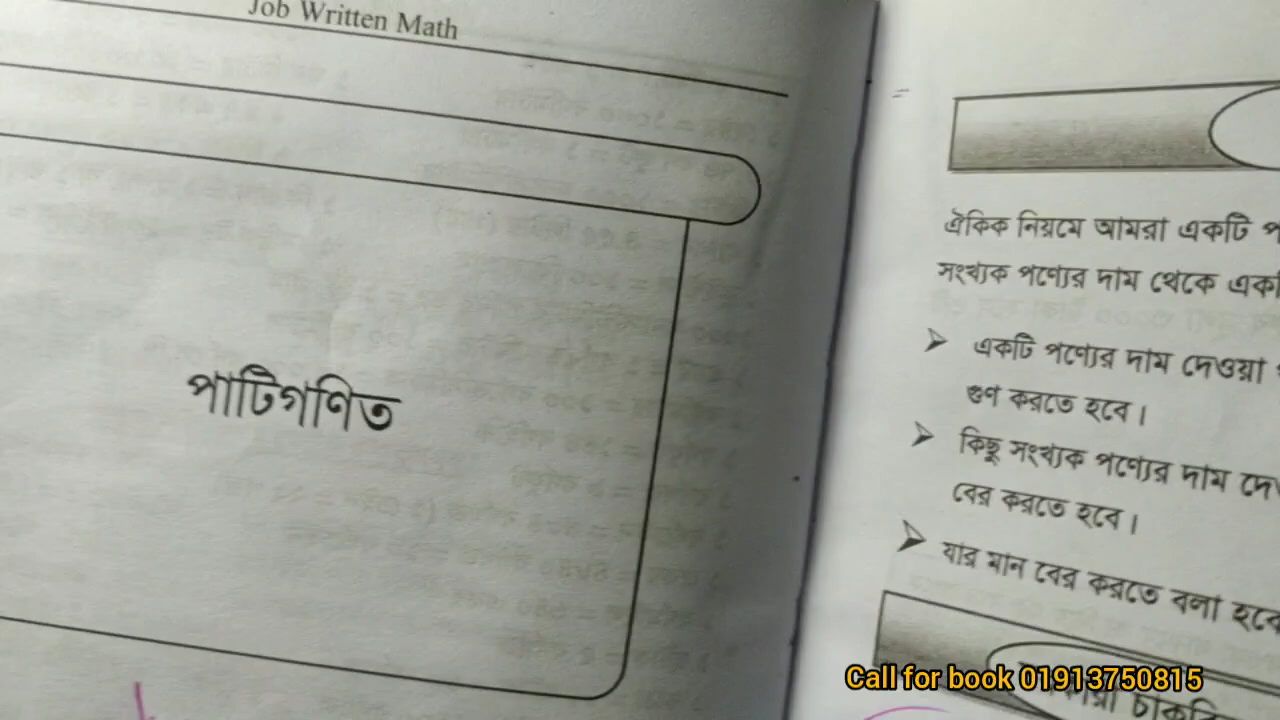 Job Written Math
পাটিগণিত
ঐকিক নিয়মে আমরা একটি
সংখ্যক পণ্যের দাম থেকে
একটি পণ্যের দাম দেওয়া
গুণ করতে হবে।
কিছু সংখ্যক পণ্যের দাম
বের করতে হবে।
যার মান বের করতে বলা হবে
Call for book 01913750815